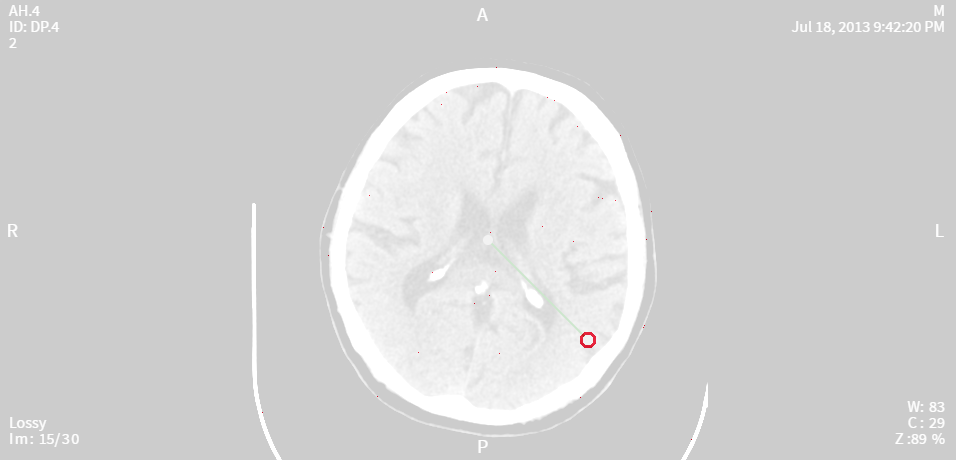 AH.4
ID: DP.4
2
A
M
Jul 18, 2013 9:42:20 PM
R
L
Lossy
Im: 15/30
P
W: 83
C: 29
Z:89 %